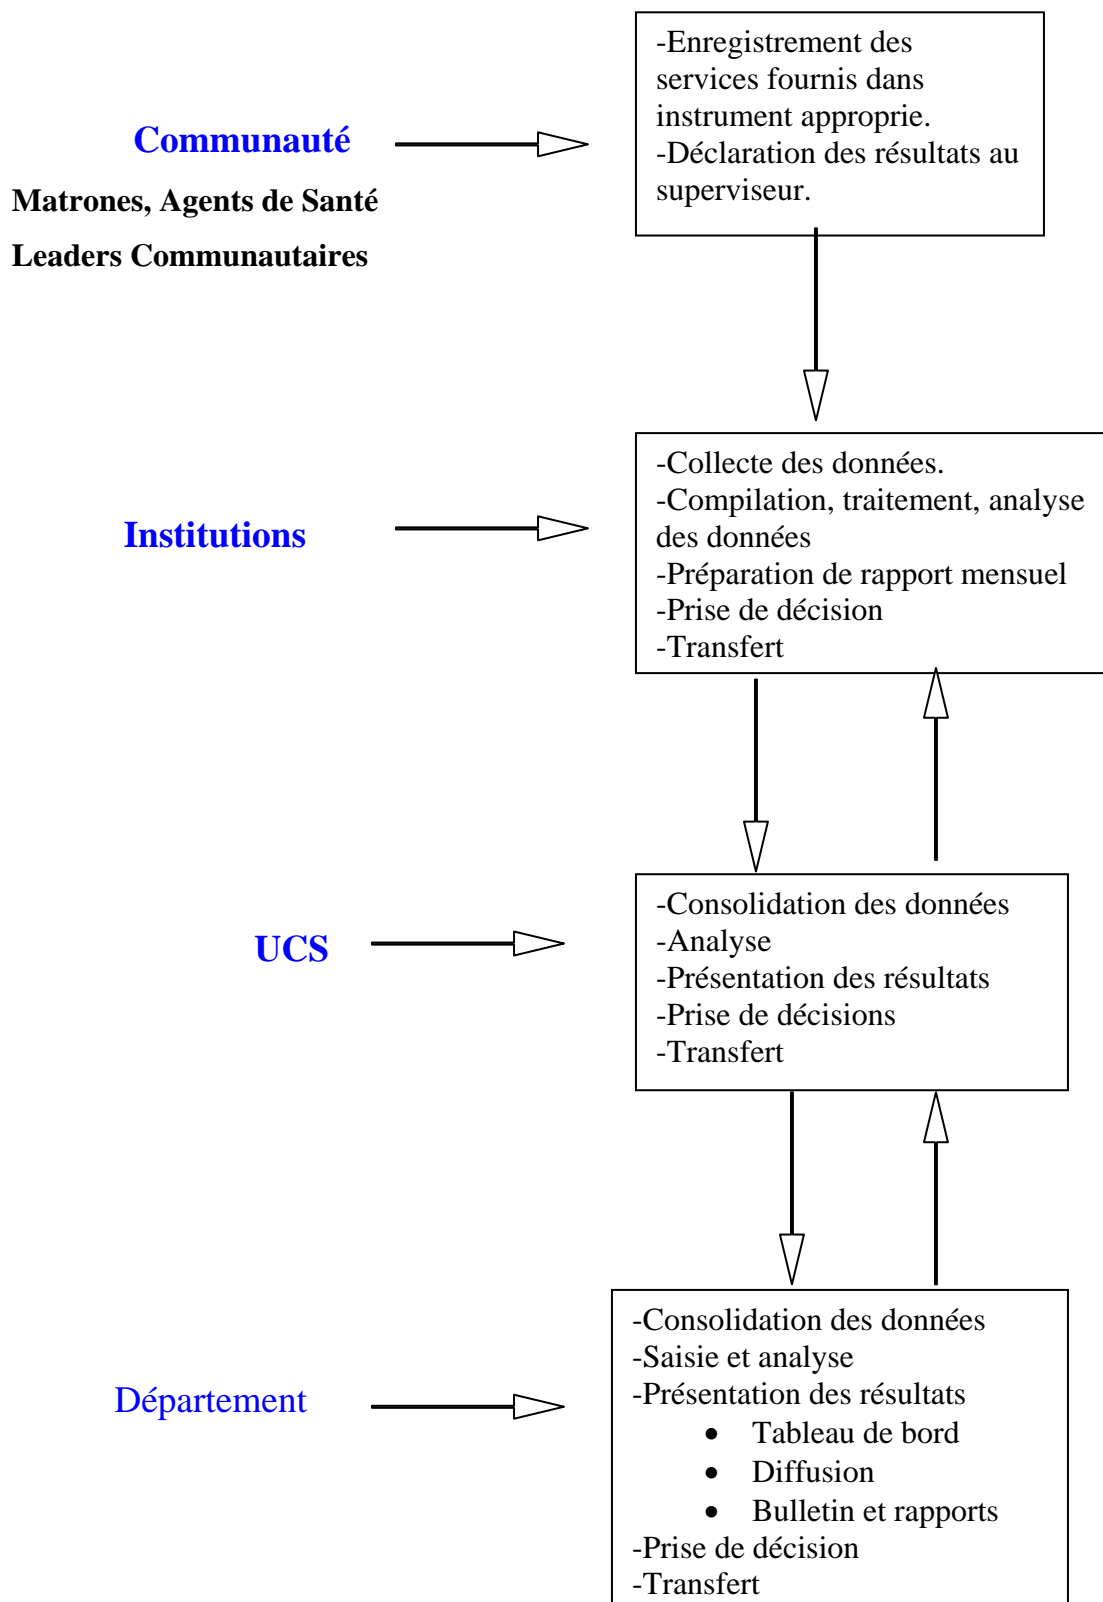 Communauté
Matrones, Agents de Santé
Leaders Communautaires
-Enregistrement des
services fournis dans
instrument approprie.
-Déclaration des résultats au
superviseur.
Institutions
-Collecte des données.
-Compilation, traitement, analyse
des données
-Préparation de rapport mensuel
-Prise de décision
-Transfert
UCS
-Consolidation des données
-Analyse
-Présentation des résultats
-Prise de décisions
-Transfert
Département
-Consolidation des données
-Saisie et analyse
-Présentation des résultats
• Tableau de bord
• Diffusion
• Bulletin et rapports
-Prise de décision
-Transfert